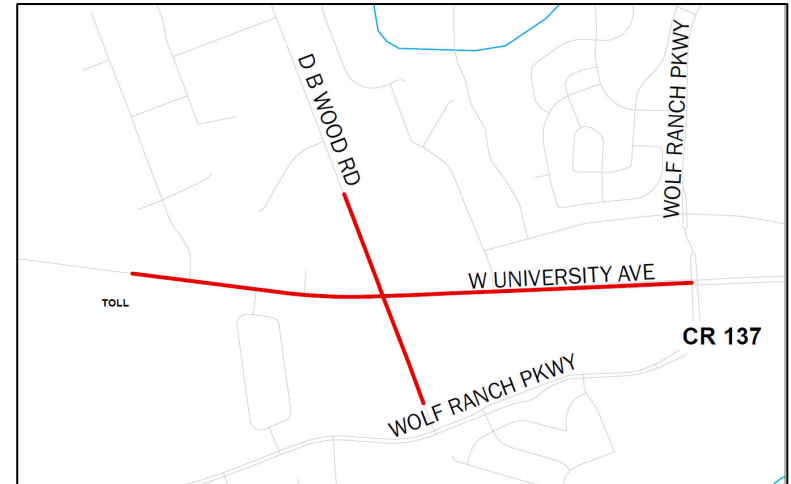 D B WOOD RD
WOLF RANCH PKWY
W UNIVERSITY AVE
TOLL
CR 137
WOLF RANCH PKWY